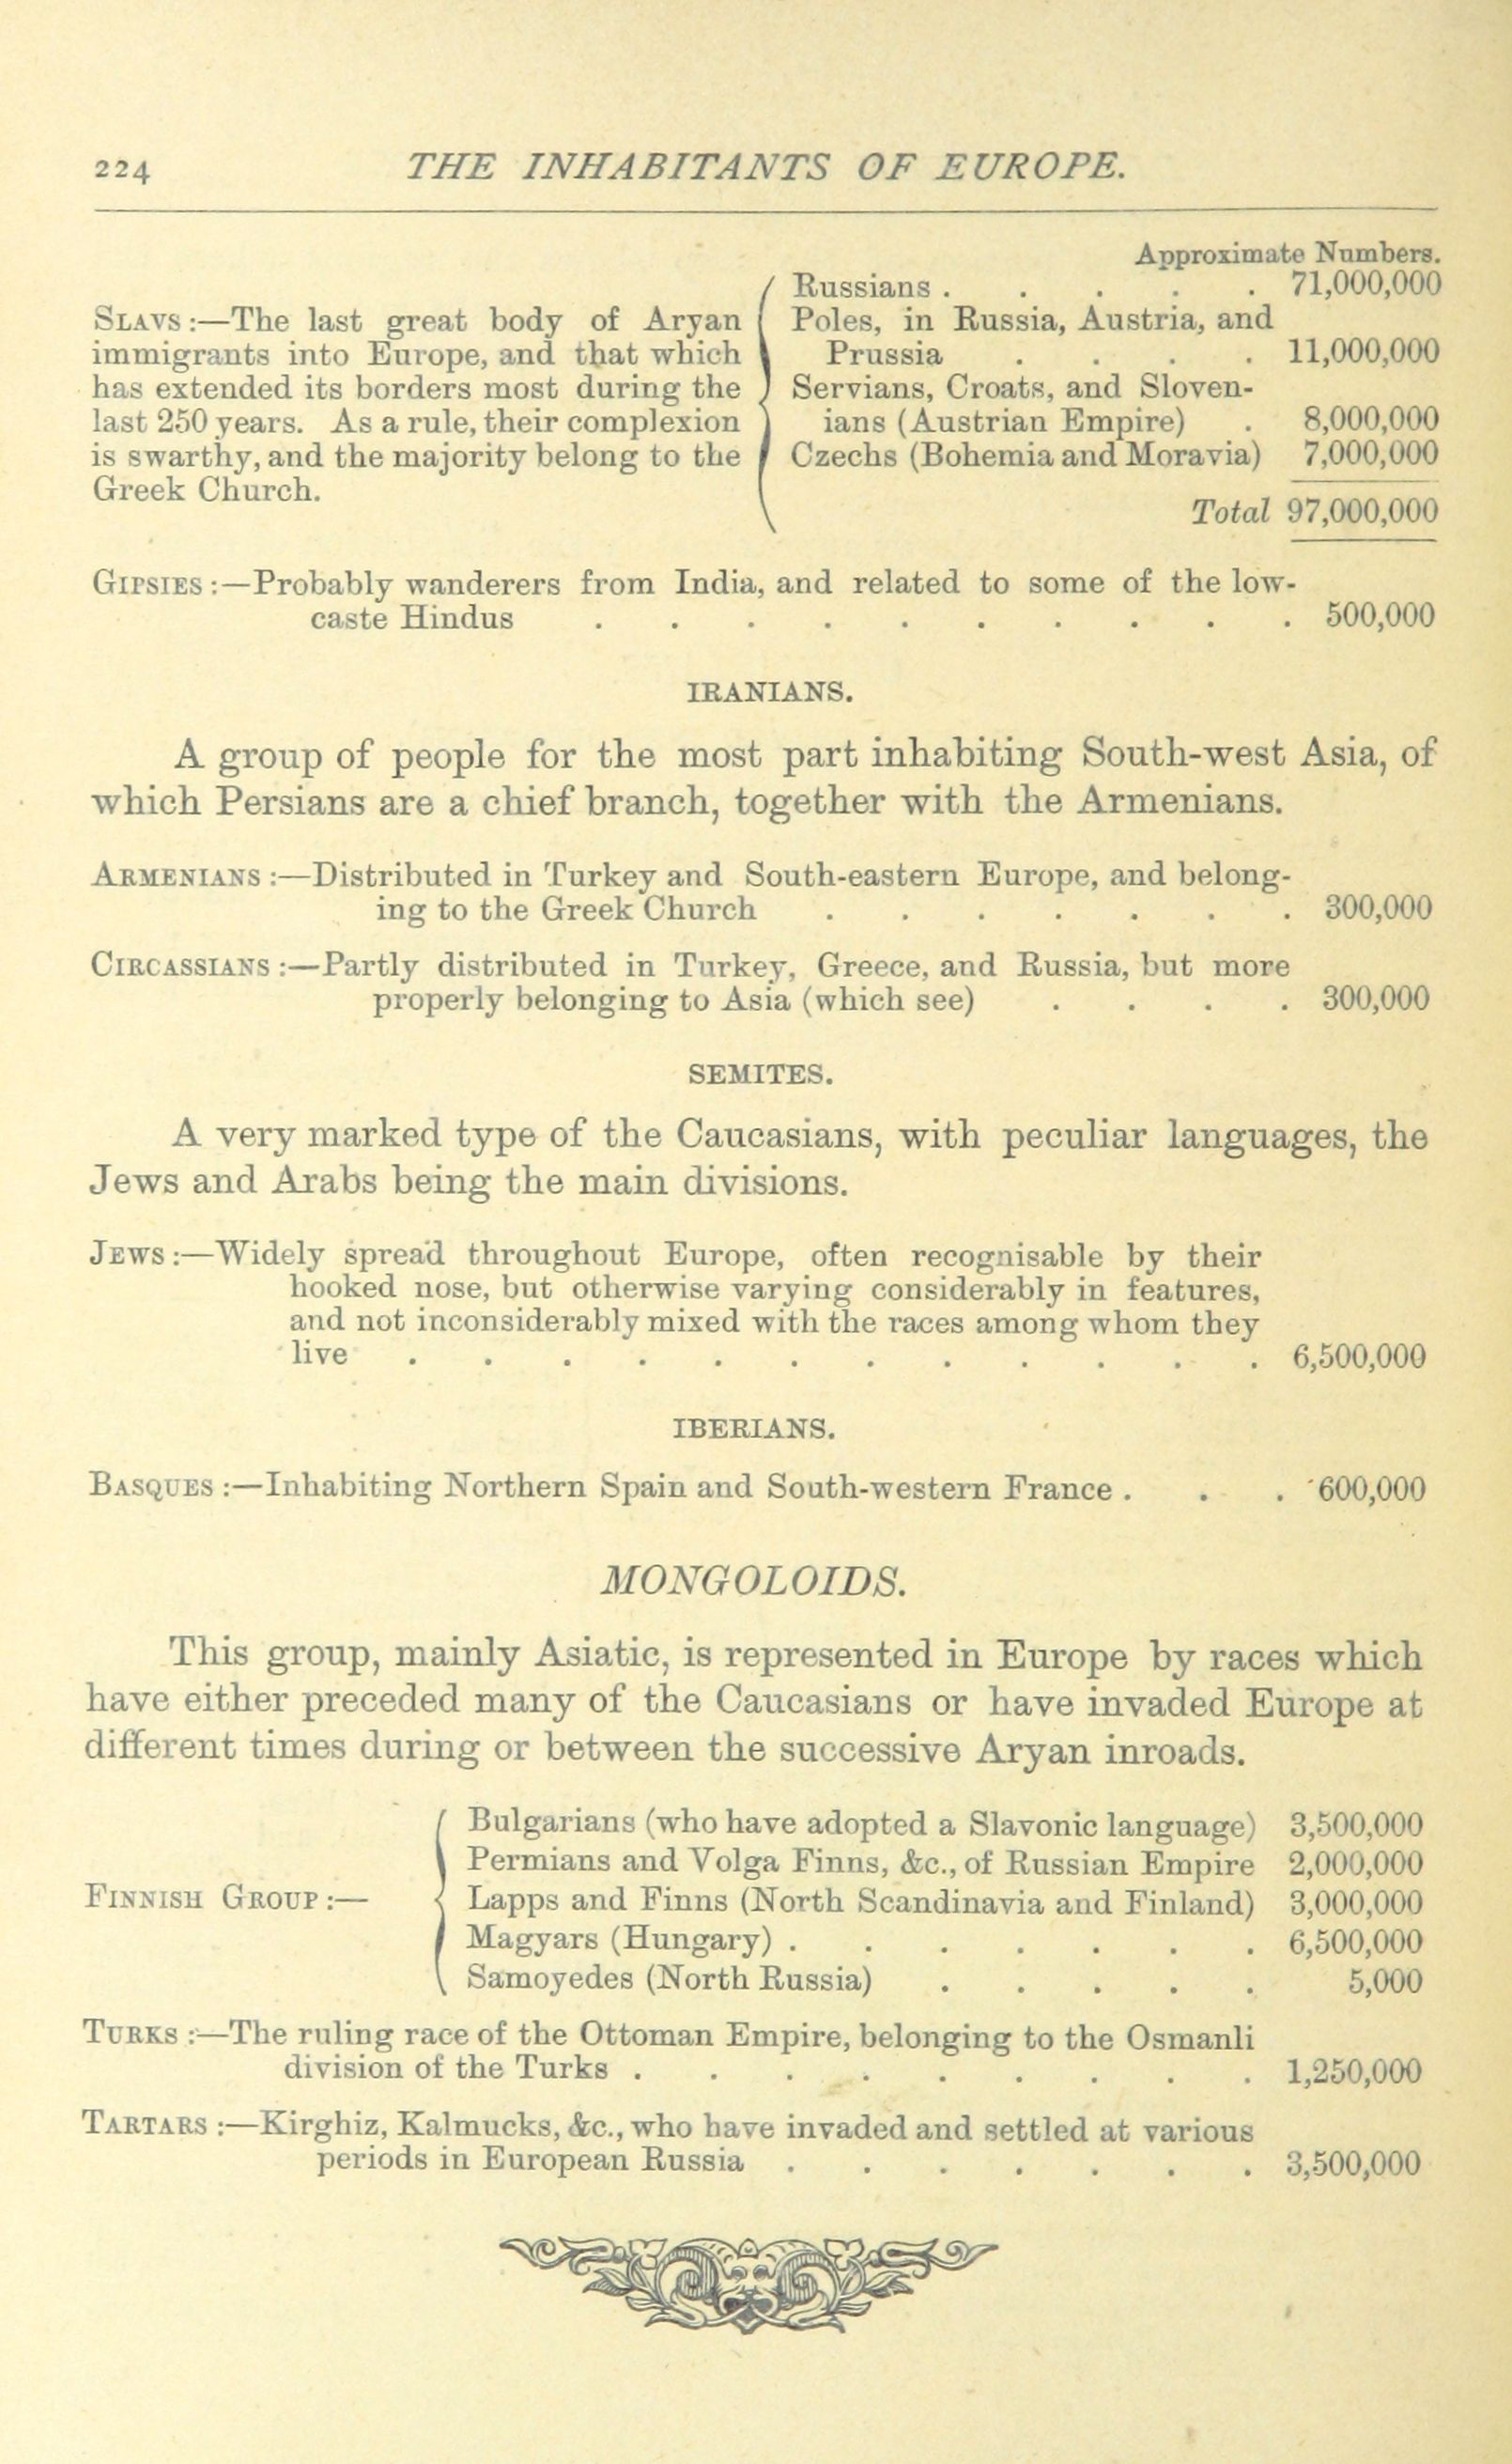 224 THE INHABITANTS OF EUROPE.
Approximate Numbers.
SLAVS:—The last great body of Aryan
immigrants into Europe, and that which
has extended its borders most during the
last 250 years. As a rule, their complexion
is swarthy, and the majority belong to the
Greek Church.
Russians . . . . . 71,000,000
Poles, in Russia, Austria, and
Prussia . . . . 11,000,000
Servians, Croats, and Sloven-
ians (Austrian Empire) . 8,000,000
Czechs (Bohemia and Moravia) 7,000,000
Total 97,000,000
GIPSIES:—Probably wanderers from India, and related to some of the low-
caste Hindus . . . . . . . . . . 500,000
IRANIANS.
A group of people for the most part inhabiting South-west Asia, of
which Persians are a chief branch, together with the Armenians.
ARMENIANS:—Distributed in Turkey and South-eastern Europe, and belong-
ing to the Greek Church . . . . . . . 300,000
CIRCASSIANS:—Partly distributed in Turkey, Greece, and Russia, but more
properly belonging to Asia (which see) . . . . 300,000
SEMITES.
A very marked type of the Caucasians, with peculiar languages, the
Jews and Arabs being the main divisions.
JEWS:—Widely spread throughout Europe, often recognisable by their
hooked nose, but otherwise varying considerably in features,
and not inconsiderably mixed with the races among whom they
live . . . . . . . . . . . . 6,500,000
IBERIANS.
BASQUES:—Inhabiting Northern Spain and South-western France . . . 600,000
MONGOLOIDS.
This group, mainly Asiatic, is represented in Europe by races which
have either preceded many of the Caucasians or have invaded Europe at
different times during or between the successive Aryan inroads.
FINNISH GROUP:—
Bulgarians (who have adopted a Slavonic language) 3,500,000
Permians and Volga Finns, &c., of Russian Empire 2,000,000
Lapps and Finns (North Scandinavia and Finland) 3,000,000
Magyars (Hungary) . . . . . . . 6,500,000
Samoyedes (North Russia) . . . . . 5,000
TURKS:—The ruling race of the Ottoman Empire, belonging to the Osmanli
division of the Turks . . . . . . . . . 1,250,000
TARTARS:—Kirghiz, Kalmucks, &c., who have invaded and settled at various
periods in European Russia . . . . . . . 3,500,000